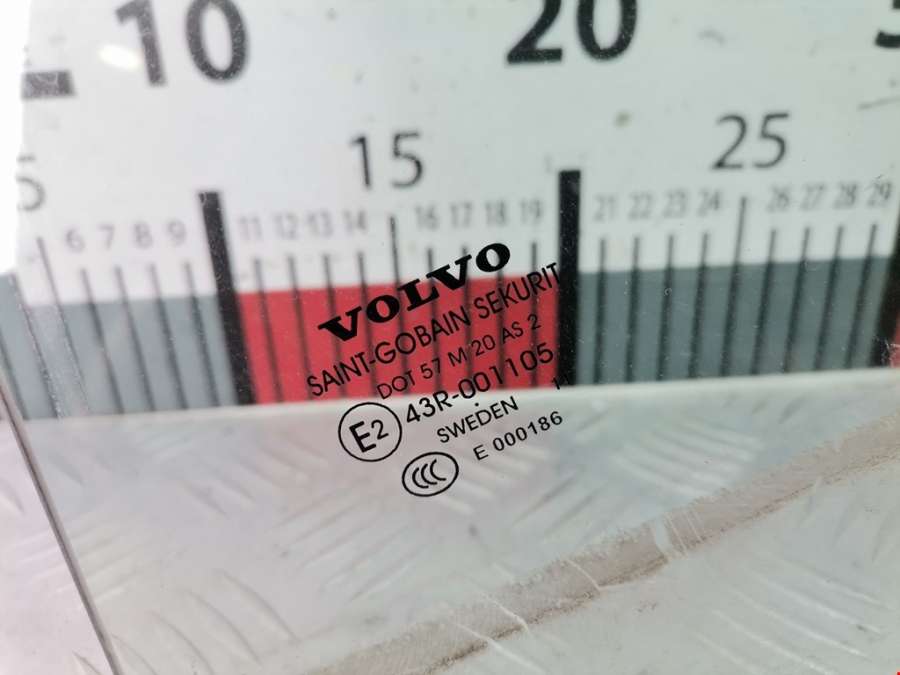 10 20
5 15 25
6 7 8 9 11 12 13 14 16 17 18 19 21 22 23 24 26 27 28 29
VOLVO
SAINT-GOBAIN SEKURIT
DOT 57 M 20 AS 2
E2 43R-001105
SWEDEN 1
E 000186
CCC